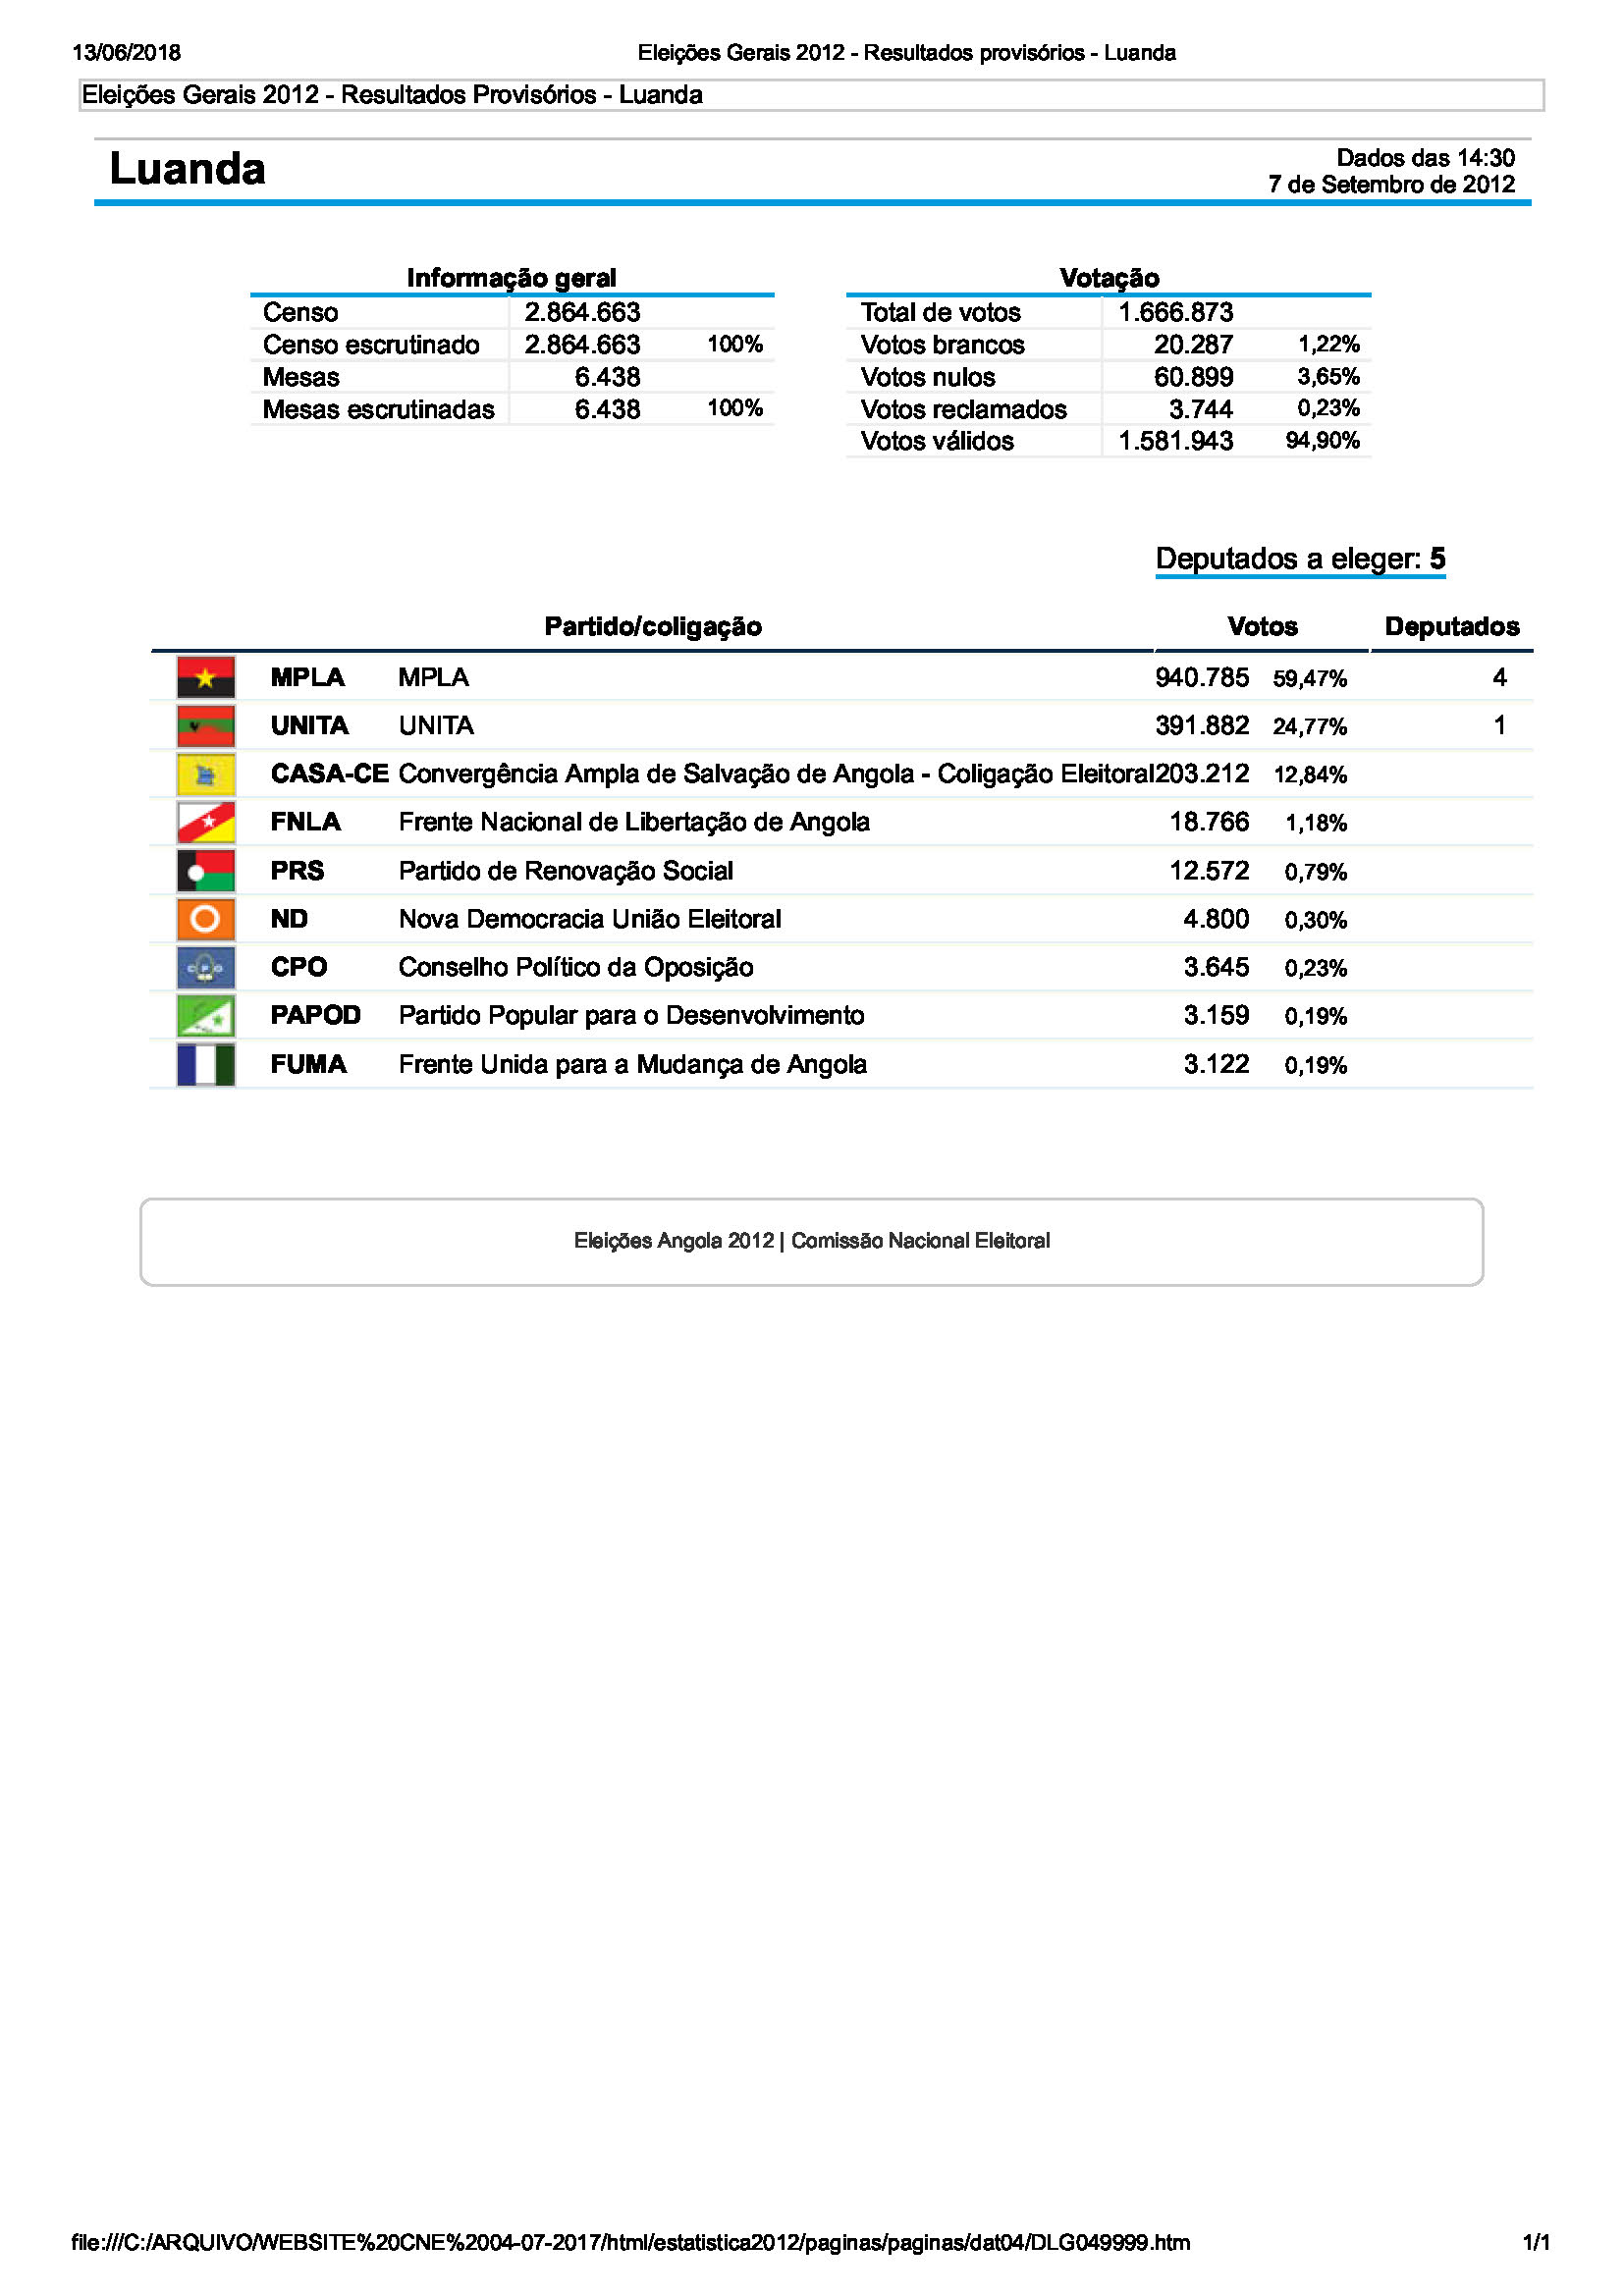 13/06/2018 Eleições Gerais 2012 - Resultados provisórios - Luanda
Eleições Gerais 2012 - Resultados Provisórios - Luanda
Luanda
Dados das 14:30
7 de Setembro de 2012
Informação geral
Censo 2.864.663
Censo escrutinado 2.864.663 100%
Mesas 6.438
Mesas escrutinadas 6.438 100%
Votação
Total de votos 1.666.873
Votos brancos 20.287 1,22%
Votos nulos 60.899 3,65%
Votos reclamados 3.744 0,23%
Votos válidos 1.581.943 94,90%
Deputados a eleger: 5
Partido/coligação Votos Deputados
MPLA MPLA 940.785 59,47% 4
UNITA UNITA 391.882 24,77% 1
CASA-CE Convergência Ampla de Salvação de Angola - Coligação Eleitoral 203.212 12,84%
FNLA Frente Nacional de Libertação de Angola 18.766 1,18%
PRS Partido de Renovação Social 12.572 0,79%
ND Nova Democracia União Eleitoral 4.800 0,30%
CPO Conselho Político da Oposição 3.645 0,23%
PAPOD Partido Popular para o Desenvolvimento 3.159 0,19%
FUMA Frente Unida para a Mudança de Angola 3.122 0,19%
Eleições Angola 2012 | Comissão Nacional Eleitoral
file:///C:/ARQUIVO/WEBSITE%20CNE%2004-07-2017/html/estatistica2012/paginas/paginas/dat04/DLG049999.htm 1/1